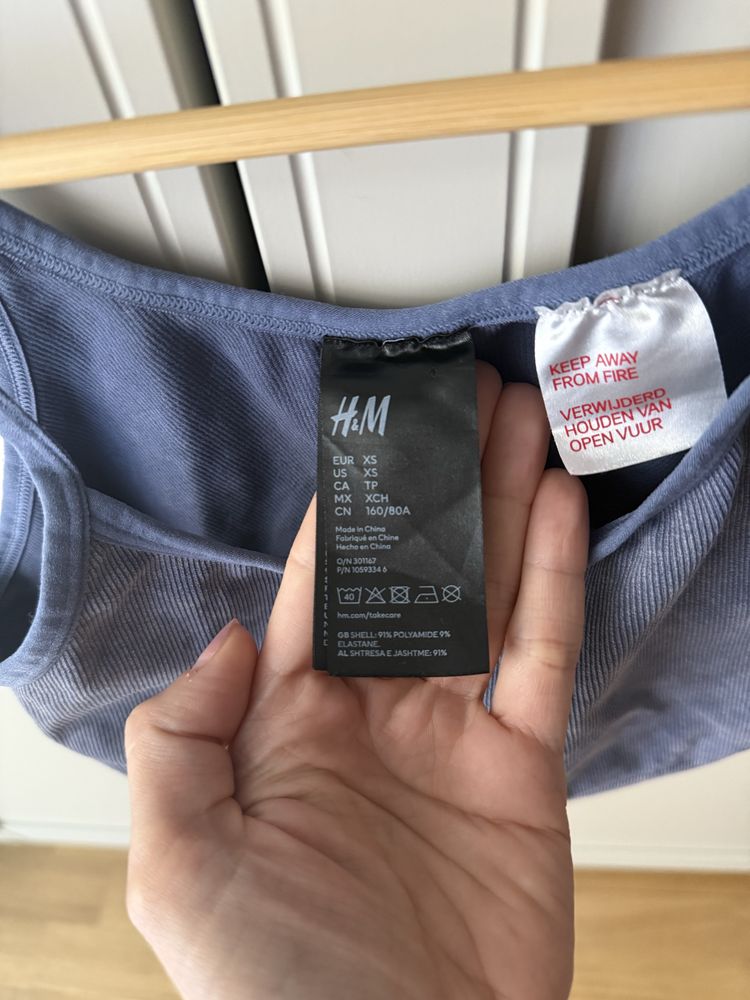 H&M
EUR XS
US XS
CA TP
MX XCH
CN 160/80A
Made in China
Fabriqué en Chine
Hecho en China
O/N 301167
P/N 1059334 6
40
hm.com/takecare
GB SHELL: 91% POLYAMIDE 9%
ELASTANE.
AL SHTRESA E JASHTME: 91%
KEEP AWAY
FROM FIRE
VERWIJDERD
HOUDEN VAN
OPEN VUUR